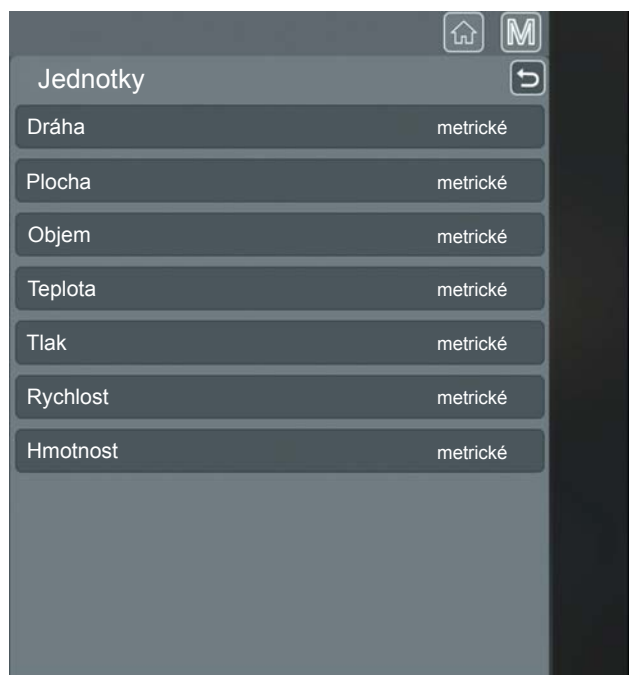 M
Jednotky
Dráha metrické
Plocha metrické
Objem metrické
Teplota metrické
Tlak metrické
Rychlost metrické
Hmotnost metrické